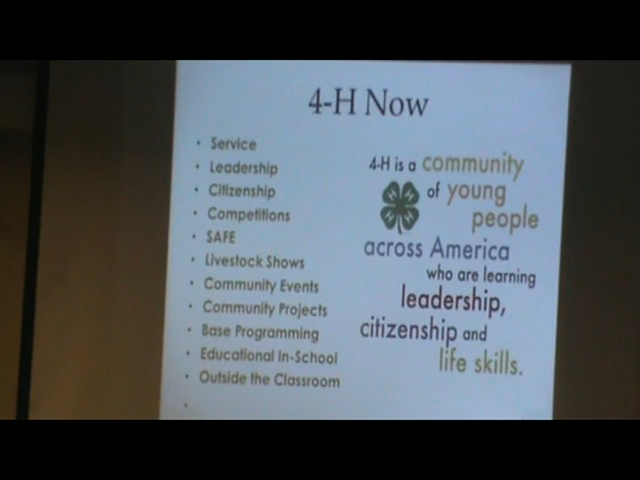 4-H Now
• Service
• Leadership
• Citizenship
• Competitions
• SAFE
• Livestock Shows
• Community Events
• Community Projects
• Base Programming
• Educational In-School
• Outside the Classroom
•
4-H is a community
of young
people
across America
who are learning
leadership,
citizenship and
life skills.
H H
H H